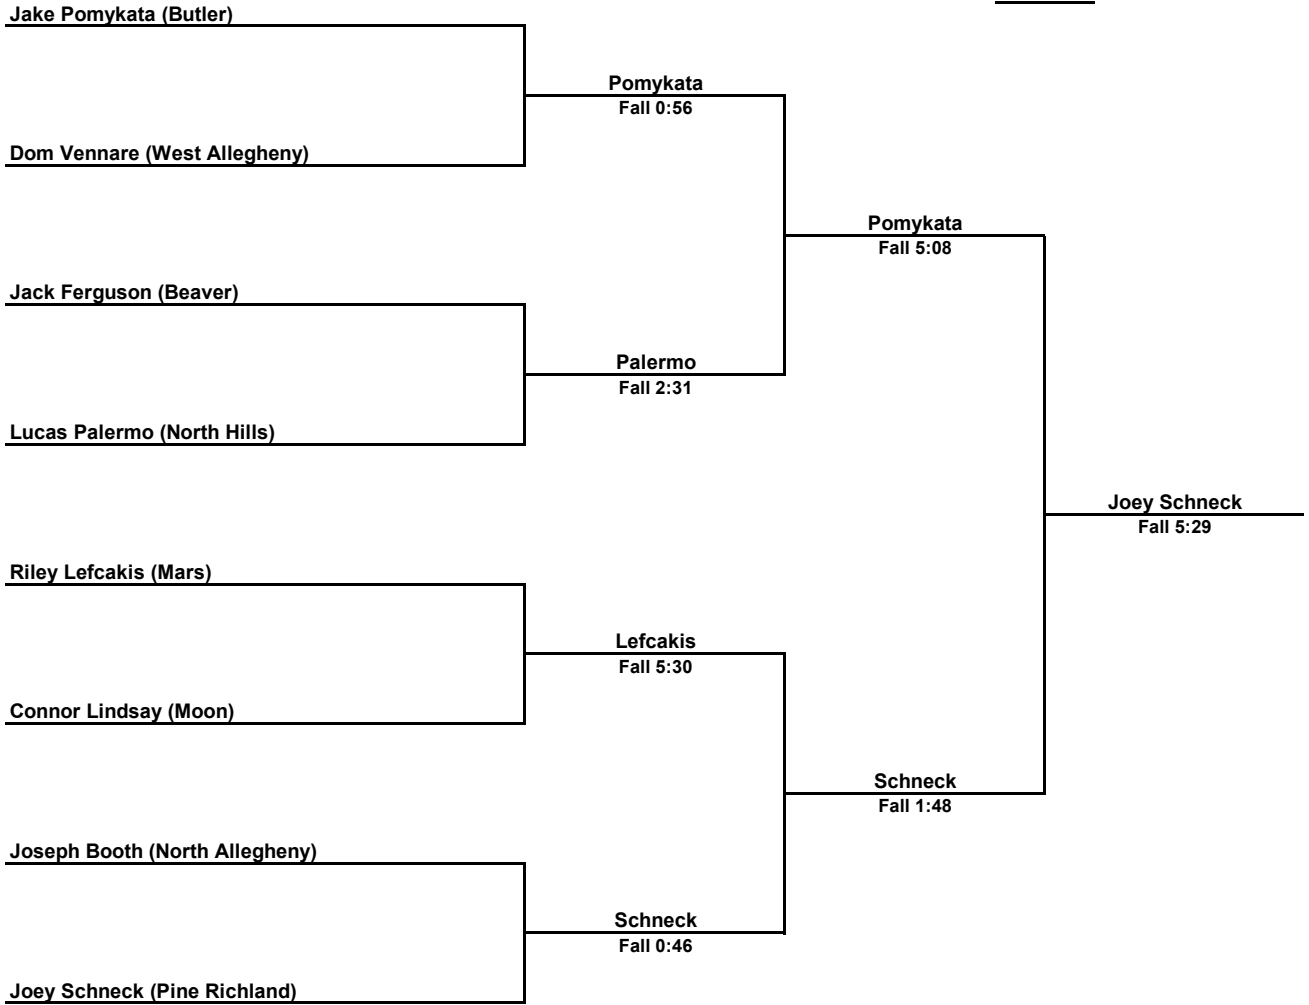 Jake Pomykata (Butler)
Pomykata
Fall 0:56
Dom Vennare (West Allegheny)
Pomykata
Fall 5:08
Jack Ferguson (Beaver)
Palermo
Fall 2:31
Lucas Palermo (North Hills)
Joey Schneck
Fall 5:29
Riley Lefcakis (Mars)
Lefcakis
Fall 5:30
Connor Lindsay (Moon)
Schneck
Fall 1:48
Joseph Booth (North Allegheny)
Schneck
Fall 0:46
Joey Schneck (Pine Richland)